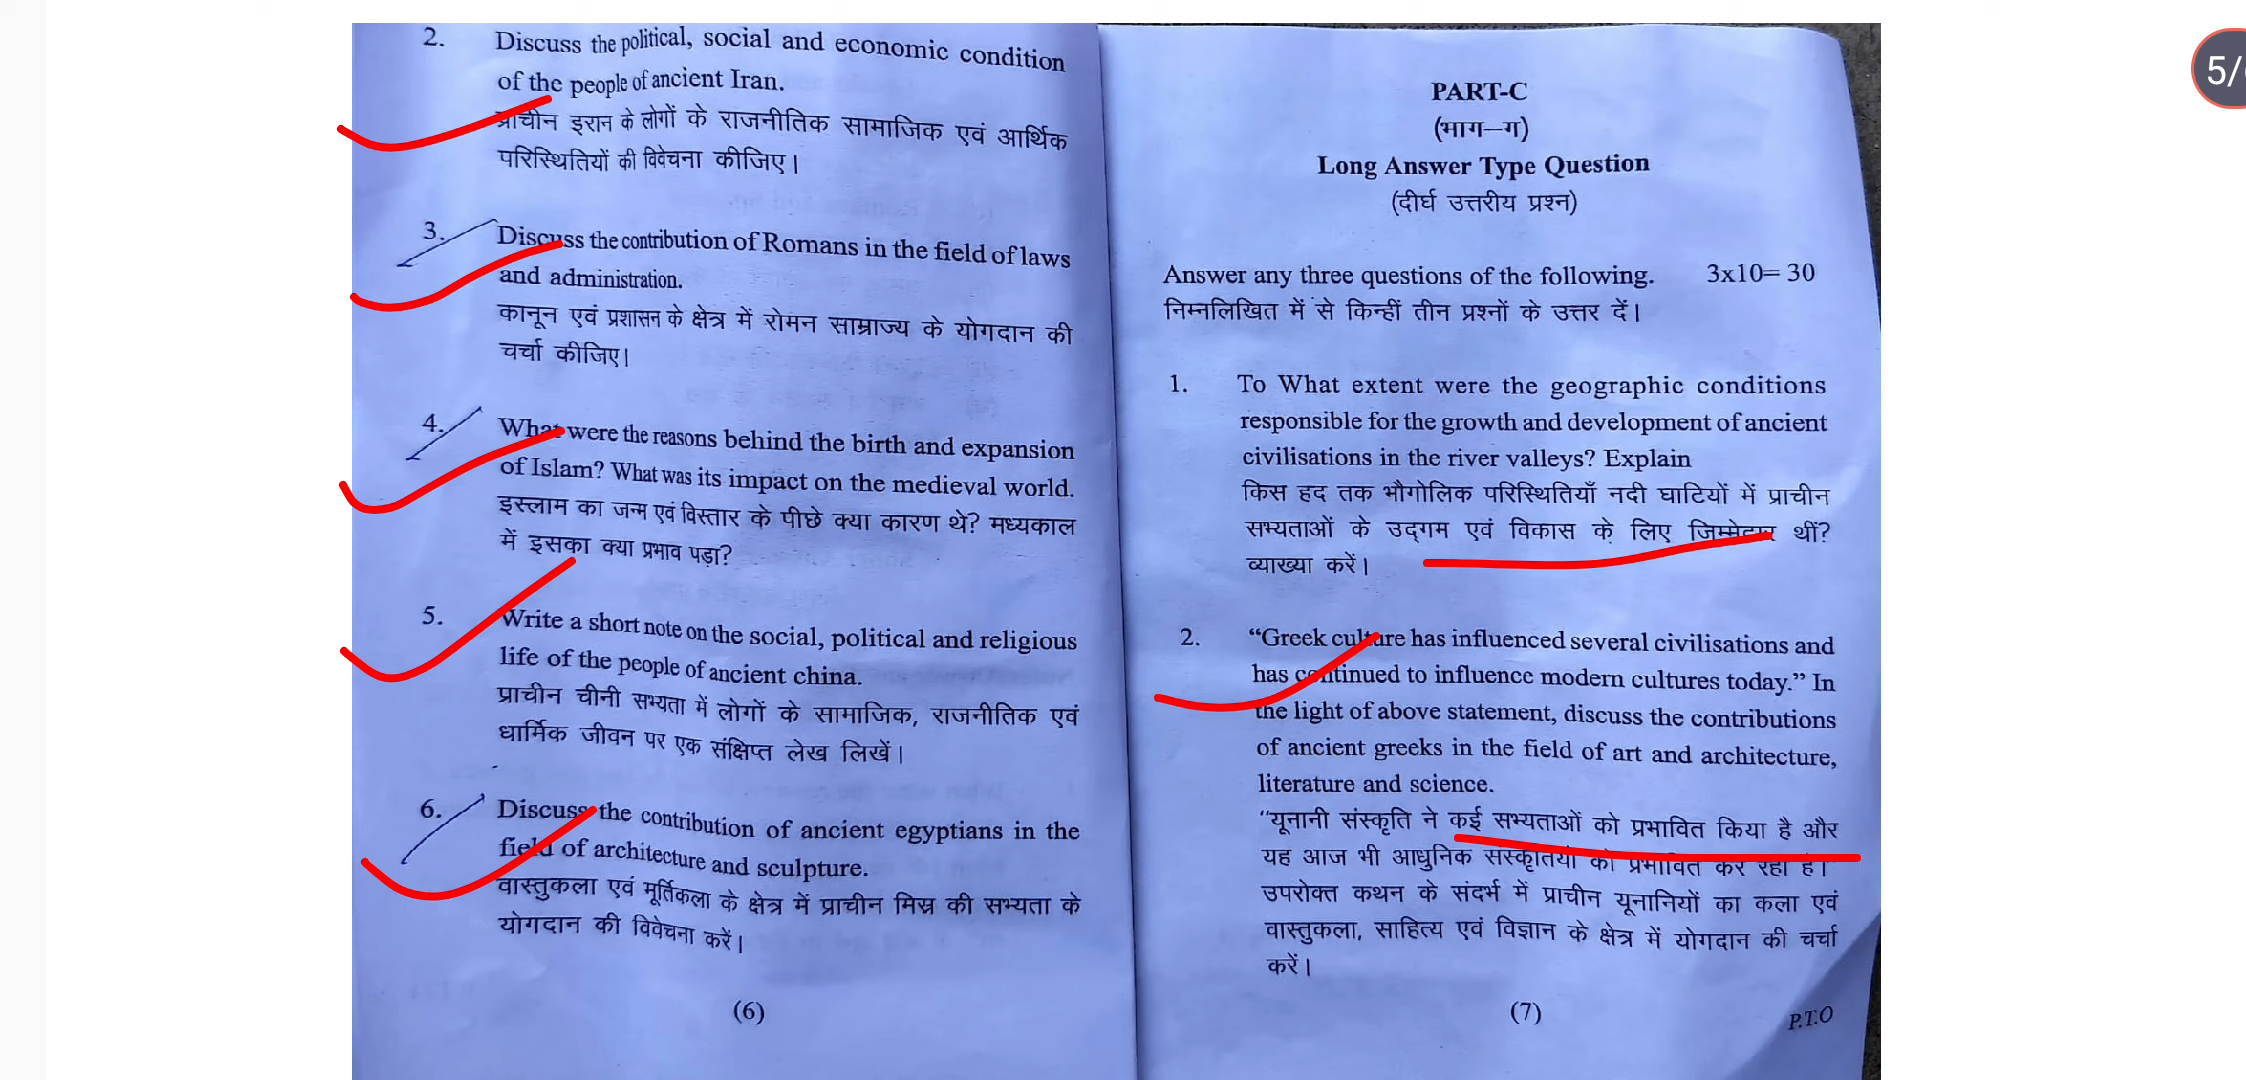 2. Discuss the political, social and economic condition
of the people of ancient Iran.
प्राचीन इरान के लोगों के राजनीतिक सामाजिक एवं आर्थिक
परिस्थितियों की विवेचना कीजिए।
3. Discuss the contribution of Romans in the field of laws
and administration.
कानून एवं प्रशासन के क्षेत्र में रोमन साम्राज्य के योगदान की
चर्चा कीजिए।
4. What were the reasons behind the birth and expansion
of Islam? What was its impact on the medieval world.
इस्लाम का जन्म एवं विस्तार के पीछे क्या कारण थे? मध्यकाल
में इसका क्या प्रभाव पड़ा?
5. Write a short note on the social, political and religious
life of the people of ancient china.
प्राचीन चीनी सभ्यता में लोगों के सामाजिक, राजनीतिक एवं
धार्मिक जीवन पर एक संक्षिप्त लेख लिखें।
6. Discuss the contribution of ancient egyptians in the
field of architecture and sculpture.
वास्तुकला एवं मूर्तिकला के क्षेत्र में प्राचीन मिस्र की सभ्यता के
योगदान की विवेचना करें।
(6)
PART-C
(भाग—ग)
Long Answer Type Question
(दीर्घ उत्तरीय प्रश्न)
Answer any three questions of the following. 3x10= 30
निम्नलिखित में से किन्हीं तीन प्रश्नों के उत्तर दें।
1. To What extent were the geographic conditions
responsible for the growth and development of ancient
civilisations in the river valleys? Explain
किस हद तक भौगोलिक परिस्थितियाँ नदी घाटियों में प्राचीन
सभ्यताओं के उद्गम एवं विकास के लिए जिम्मेदार थीं?
व्याख्या करें।
2. “Greek culture has influenced several civilisations and
has continued to influence modern cultures today.” In
the light of above statement, discuss the contributions
of ancient greeks in the field of art and architecture,
literature and science.
“यूनानी संस्कृति ने कई सभ्यताओं को प्रभावित किया है और
यह आज भी आधुनिक संस्कृतियों को प्रभावित कर रही है।”
उपरोक्त कथन के संदर्भ में प्राचीन यूनानियों का कला एवं
वास्तुकला, साहित्य एवं विज्ञान के क्षेत्र में योगदान की चर्चा
करें।
(7)
P.T.O
5/